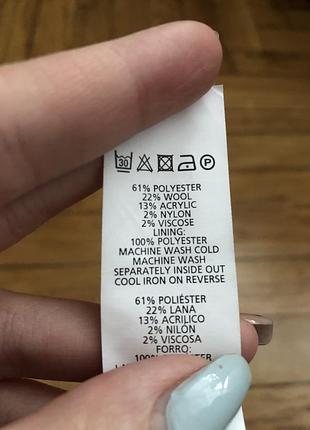 30 P
61% POLYESTER
22% WOOL
13% ACRYLIC
2% NYLON
2% VISCOSE
LINING:
100% POLYESTER
MACHINE WASH COLD
MACHINE WASH
SEPARATELY INSIDE OUT
COOL IRON ON REVERSE
61% POLIÉSTER
22% LANA
13% ACRILICO
2% NILÓN
2% VISCOSA
FORRO: